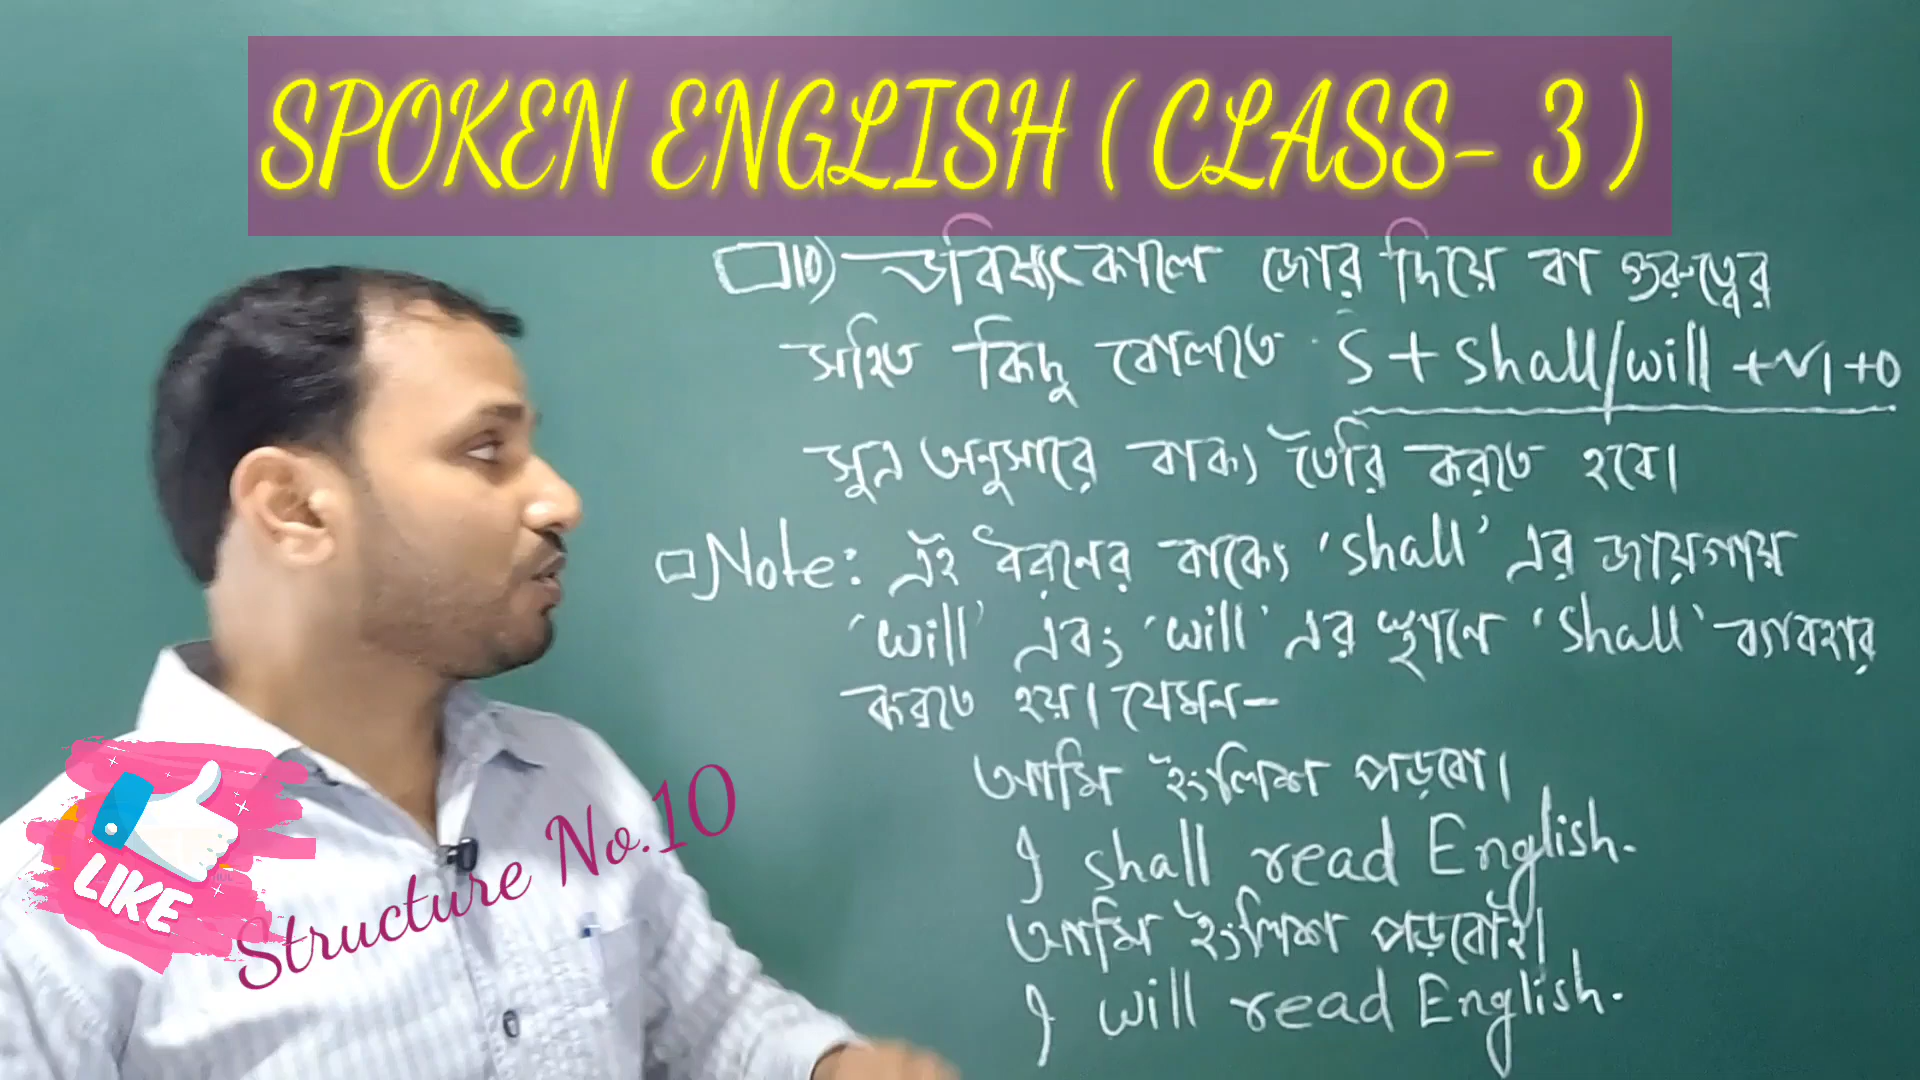 SPOKEN ENGLISH ( CLASS- 3 )
10) ভবিষ্যৎকালে জোর দিয়ে বা গুরুত্বের
সহিত কিছু বোলতে S + shall/will + V1 + O
সূত্র অনুসারে বাক্য তৈরি করতে হবে।
Note: এই ধরনের বাক্যে 'shall' এর জায়গায়
'will' এবং 'will' এর স্থানে 'shall' ব্যাবহার
করতে হয়। যেমন-
আমি ইংলিশ পড়বো।
I shall read English.
আমি ইংলিশ পড়বোই।
I will read English.
Structure No.10
LIKE